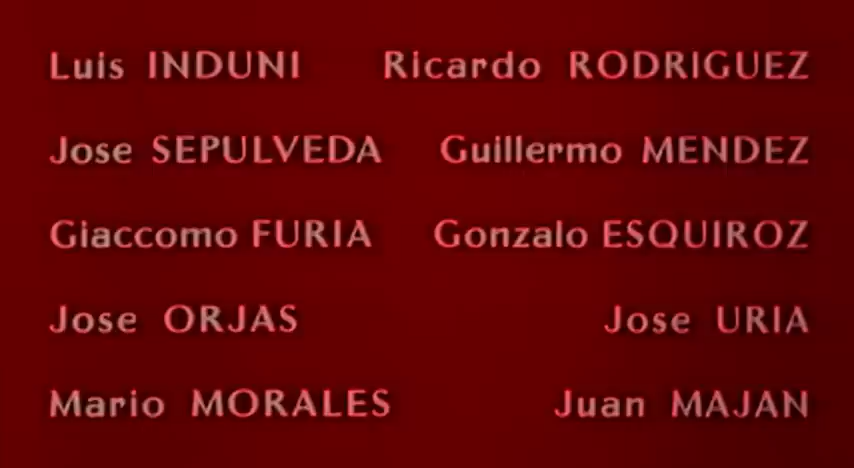 Luis INDUNI Ricardo RODRIGUEZ
Jose SEPULVEDA Guillermo MENDEZ
Giaccomo FURIA Gonzalo ESQUIROZ
Jose ORJAS Jose URIA
Mario MORALES Juan MAJAN